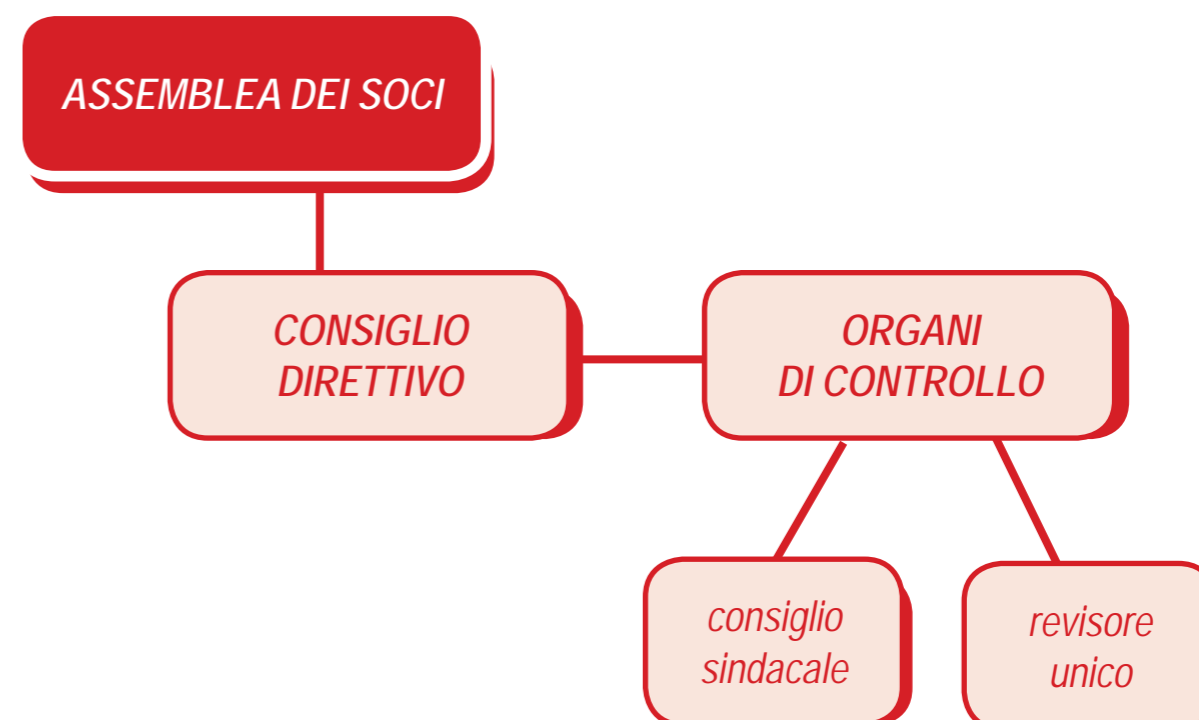 ASSEMBLEA DEI SOCI
CONSIGLIO
DIRETTIVO
ORGANI
DI CONTROLLO
consiglio
sindacale
revisore
unico